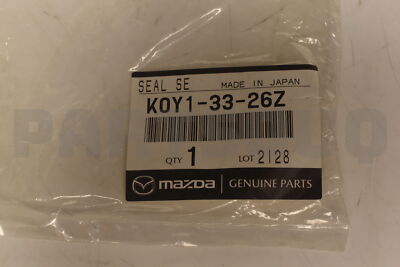 SEAL SE MADE IN JAPAN
K0Y1-33-26Z
QTY 1 LOT 2128
mazda GENUINE PARTS